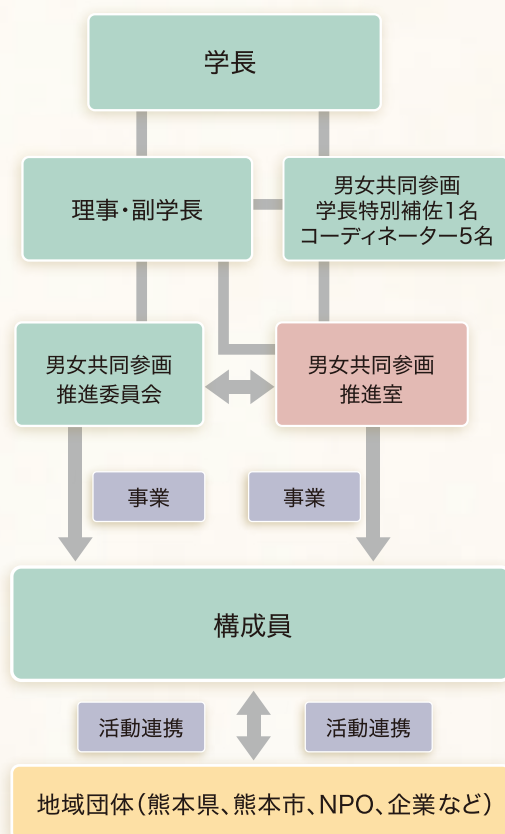 学長
理事・副学長
男女共同参画
学長特別補佐1名
コーディネーター5名
男女共同参画
推進委員会
男女共同参画
推進室
事業
事業
構成員
活動連携
活動連携
地域団体(熊本県、熊本市、NPO、企業など)